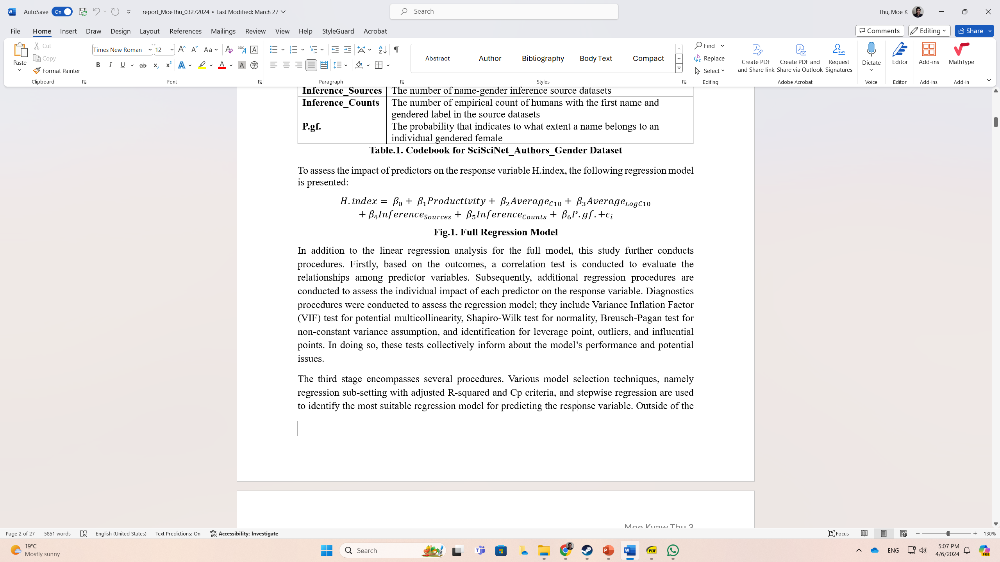 AutoSave On report_MoeThu_03272024 • Last Modified: March 27 Search Thu, Moe K
File Home Insert Draw Design Layout References Mailings Review View Help StyleGuard Acrobat Comments Editing Share
Paste Cut Copy Format Painter Clipboard
Times New Roman 12 Font
Paragraph
Abstract Author Bibliography Body Text Compact Styles
Find Replace Select Editing
Create PDF and Share link Create PDF and Share via Outlook Request Signatures Adobe Acrobat
Dictate Voice
Editor Editor
Add-ins Add-ins
MathType Add-in
Inference_Sources The number of name-gender inference source datasets
Inference_Counts The number of empirical count of humans with the first name and
gendered label in the source datasets
P.gf. The probability that indicates to what extent a name belongs to an
individual gendered female
Table.1. Codebook for SciSciNet_Authors_Gender Dataset
To assess the impact of predictors on the response variable H.index, the following regression model
is presented:
H.index = β0 + β1Productivity + β2Average_C10 + β3Average_LogC10
+ β4Inference_Sources + β5Inference_Counts + β6P.gf.+ϵi
Fig.1. Full Regression Model
In addition to the linear regression analysis for the full model, this study further conducts
procedures. Firstly, based on the outcomes, a correlation test is conducted to evaluate the
relationships among predictor variables. Subsequently, additional regression procedures are
conducted to assess the individual impact of each predictor on the response variable. Diagnostics
procedures were conducted to assess the regression model; they include Variance Inflation Factor
(VIF) test for potential multicollinearity, Shapiro-Wilk test for normality, Breusch-Pagan test for
non-constant variance assumption, and identification for leverage point, outliers, and influential
points. In doing so, these tests collectively inform about the model’s performance and potential
issues.
The third stage encompasses several procedures. Various model selection techniques, namely
regression sub-setting with adjusted R-squared and Cp criteria, and stepwise regression are used
to identify the most suitable regression model for predicting the response variable. Outside of the
Moe Kyaw Thu 3
Page 2 of 27 5851 words English (United States) Text Predictions: On Accessibility: Investigate Focus 130%
19°C
Mostly sunny
Search
ENG
5:07 PM
4/6/2024